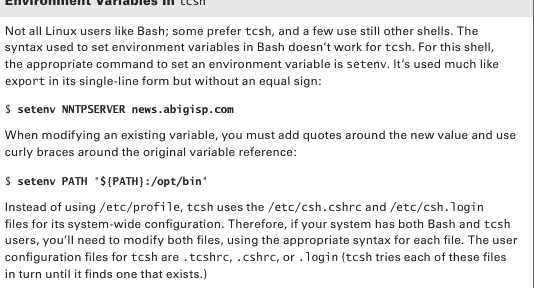 Environment Variables in tcsh
Not all Linux users like Bash; some prefer tcsh, and a few use still other shells. The
syntax used to set environment variables in Bash doesn’t work for tcsh. For this shell,
the appropriate command to set an environment variable is setenv. It’s used much like
export in its single-line form but without an equal sign:
$ setenv NNTPSERVER news.abigisp.com
When modifying an existing variable, you must add quotes around the new value and use
curly braces around the original variable reference:
$ setenv PATH "${PATH}:/opt/bin"
Instead of using /etc/profile, tcsh uses the /etc/csh.cshrc and /etc/csh.login
files for its system-wide configuration. Therefore, if your system has both Bash and tcsh
users, you’ll need to modify both files, using the appropriate syntax for each file. The user
configuration files for tcsh are .tcshrc, .cshrc, or .login (tcsh tries each of these files
in turn until it finds one that exists.)